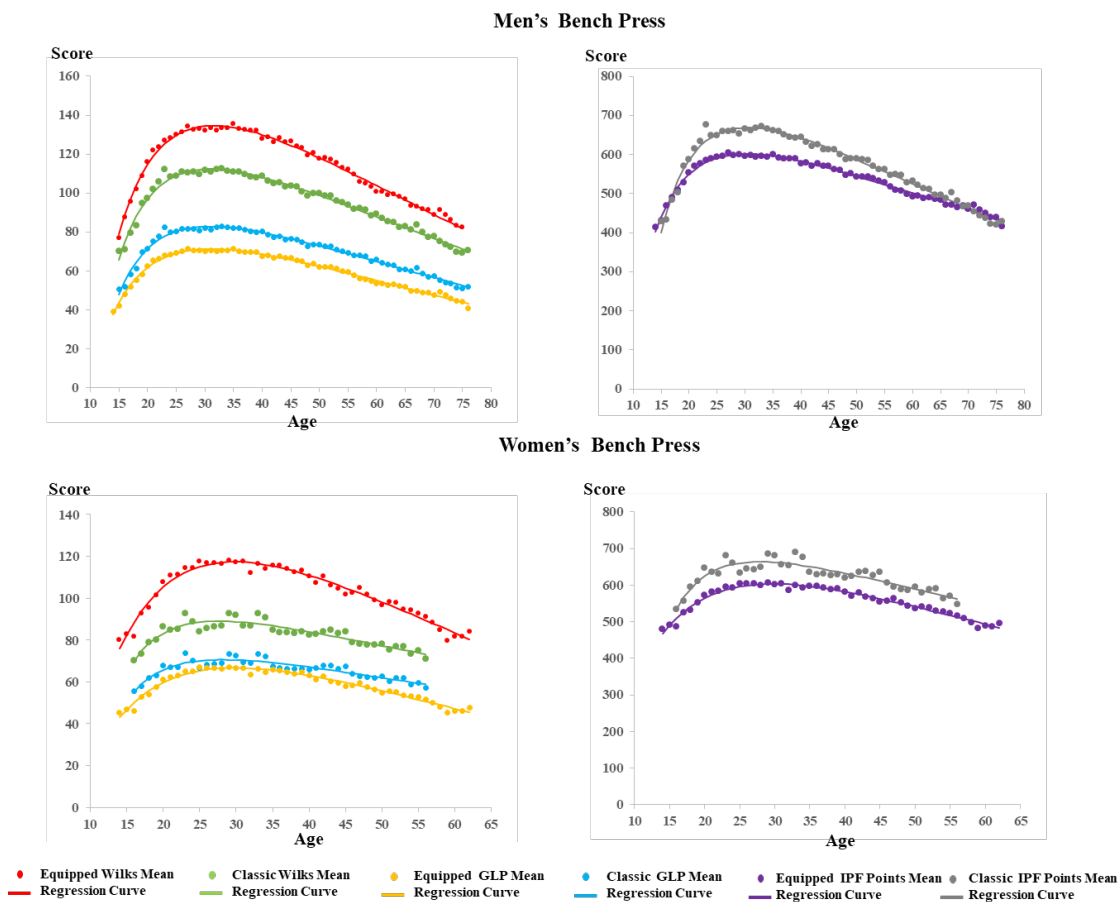 Men's Bench Press
Score
160
140
120
100
80
60
40
20
0
10 15 20 25 30 35 40 45 50 55 60 65 70 75 80
Age
Score
800
700
600
500
400
300
200
100
0
10 15 20 25 30 35 40 45 50 55 60 65 70 75 80
Age
Women's Bench Press
Score
140
120
100
80
60
40
20
0
10 15 20 25 30 35 40 45 50 55 60 65
Age
Score
800
700
600
500
400
300
200
100
0
10 15 20 25 30 35 40 45 50 55 60 65
Age
Equipped Wilks Mean Classic Wilks Mean Equipped GLP Mean Classic GLP Mean Equipped IPF Points Mean Classic IPF Points Mean
Regression Curve Regression Curve Regression Curve Regression Curve Regression Curve Regression Curve